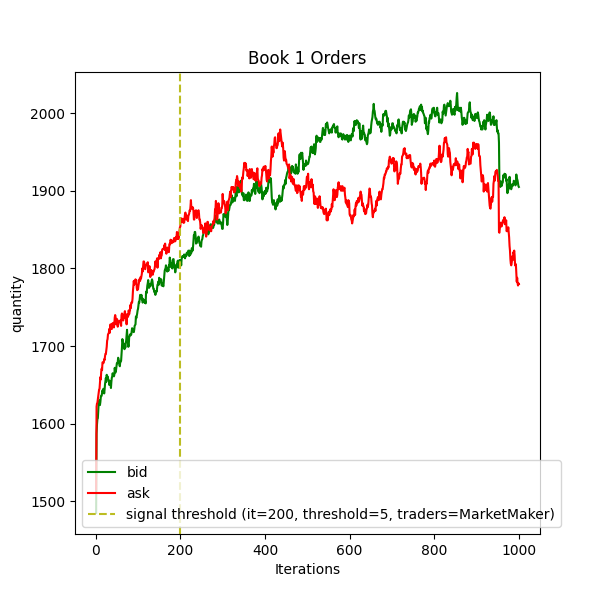 Book 1 Orders
2000
1900
1800
1700
1600
1500
quantity
bid
ask
signal threshold (it=200, threshold=5, traders=MarketMaker)
0 200 400 600 800 1000
Iterations